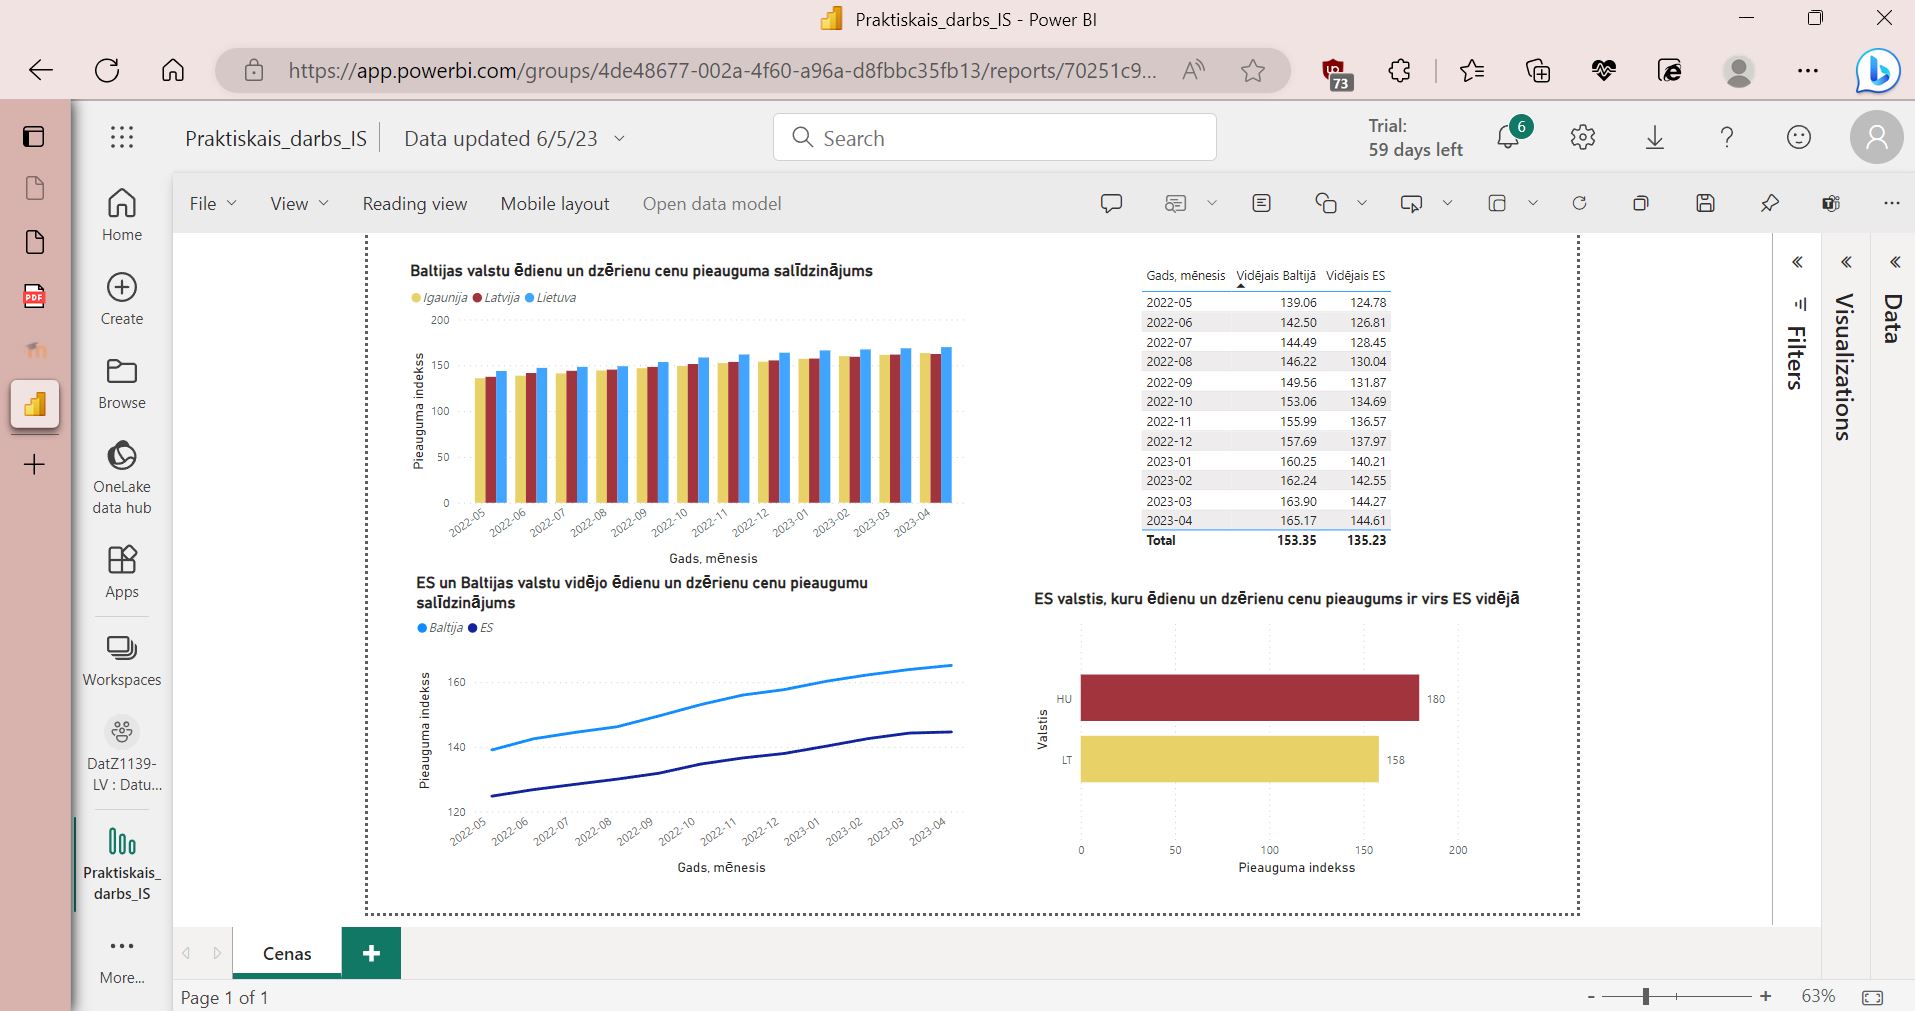 Praktiskais_darbs_IS - Power BI
https://app.powerbi.com/groups/4de48677-002a-4f60-a96a-d8fbbc35fb13/reports/70251c9...
73
Praktiskais_darbs_IS
Data updated 6/5/23
Search
Trial:
59 days left
6
File
View
Reading view
Mobile layout
Open data model
Home
Create
Browse
OneLake
data hub
Apps
Workspaces
DatZ1139-
LV : Datu...
Praktiskais_
darbs_IS
More...
PDF
Baltijas valstu ēdienu un dzērienu cenu pieauguma salīdzinājums
Igaunija Latvija Lietuva
Pieauguma indekss
200
150
100
50
0
2022-05 2022-06 2022-07 2022-08 2022-09 2022-10 2022-11 2022-12 2023-01 2023-02 2023-03 2023-04
Gads, mēnesis
Gads, mēnesis Vidējais Baltijā Vidējais ES
2022-05 139.06 124.78
2022-06 142.50 126.81
2022-07 144.49 128.45
2022-08 146.22 130.04
2022-09 149.56 131.87
2022-10 153.06 134.69
2022-11 155.99 136.57
2022-12 157.69 137.97
2023-01 160.25 140.21
2023-02 162.24 142.55
2023-03 163.90 144.27
2023-04 165.17 144.61
Total 153.35 135.23
ES un Baltijas valstu vidējo ēdienu un dzērienu cenu pieaugumu
salīdzinājums
Baltija ES
Pieauguma indekss
160
140
120
2022-05 2022-06 2022-07 2022-08 2022-09 2022-10 2022-11 2022-12 2023-01 2023-02 2023-03 2023-04
Gads, mēnesis
ES valstis, kuru ēdienu un dzērienu cenu pieaugums ir virs ES vidējā
Valstis
HU 180
LT 158
0 50 100 150 200
Pieauguma indekss
Filters
Visualizations
Data
Cenas
Page 1 of 1
63%